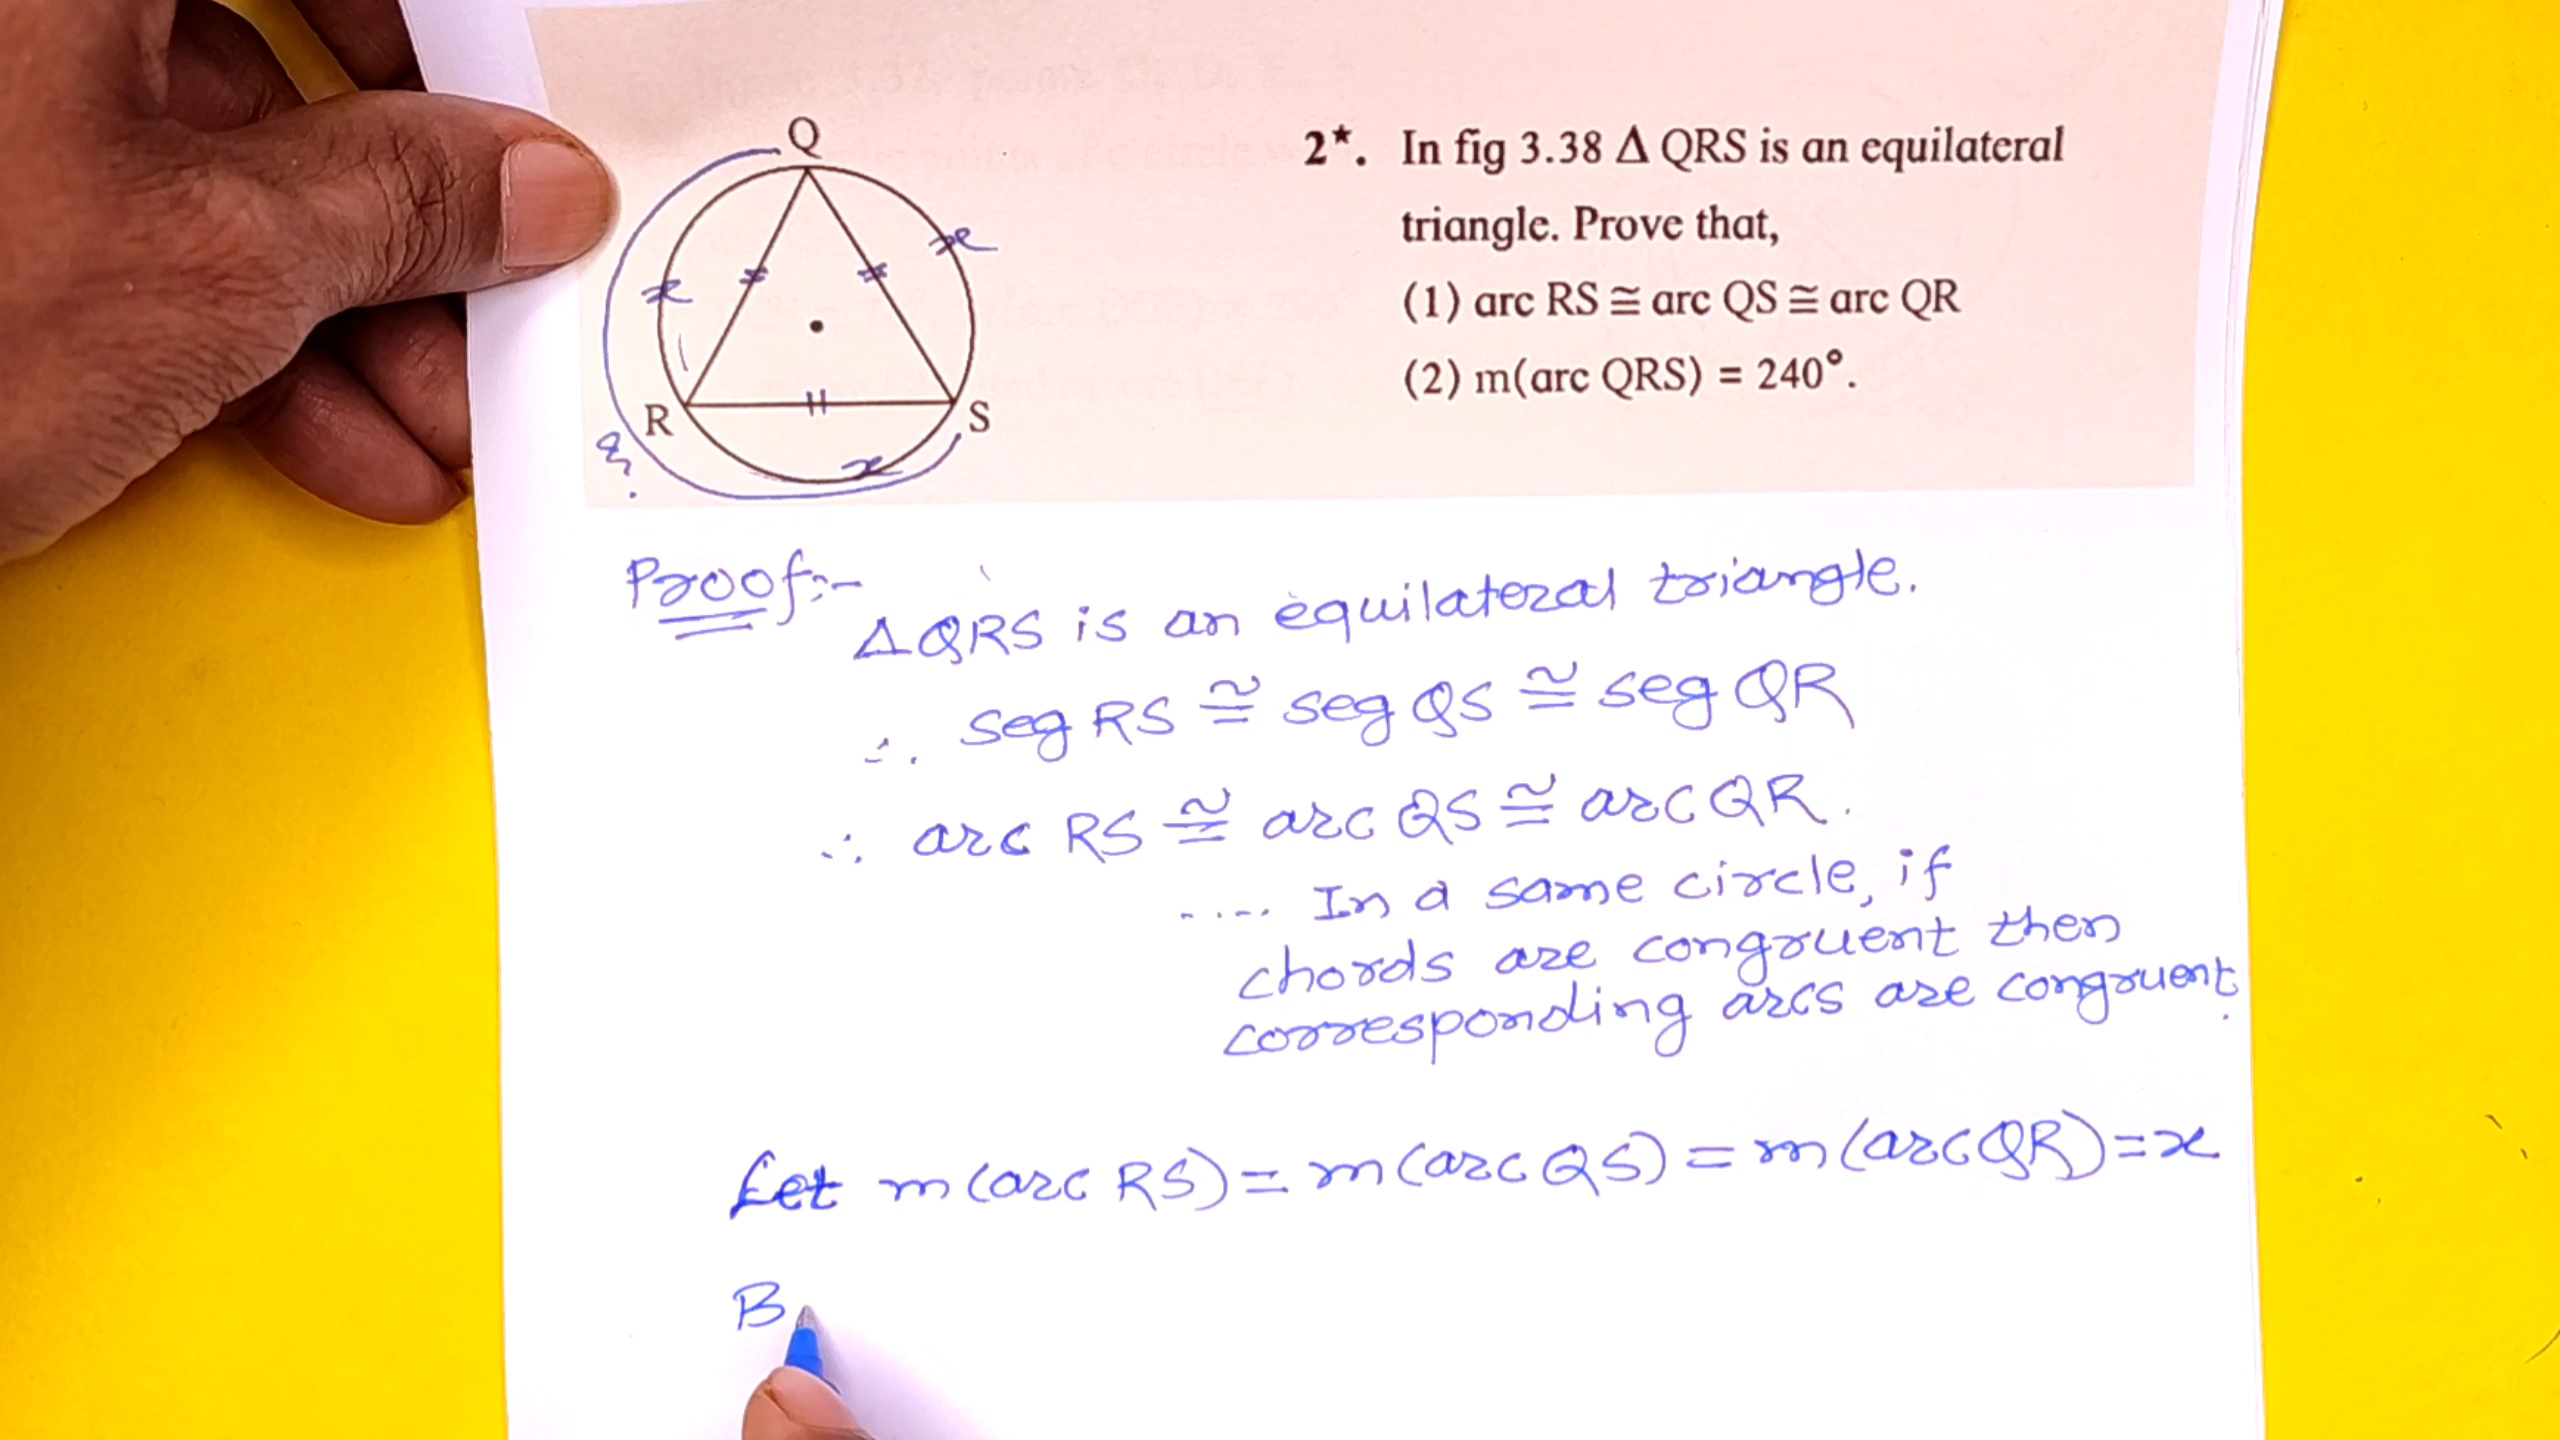 Q
x
x
R
S
x
?
2*. In fig 3.38 Δ QRS is an equilateral
triangle. Prove that,
(1) arc RS ≅ arc QS ≅ arc QR
(2) m(arc QRS) = 240°.
Proof:-
ΔQRS is an equilateral triangle.
∴ seg RS ≅ seg QS ≅ seg QR
∴ arc RS ≅ arc QS ≅ arc QR.
..... In a same circle, if
chords are congruent then
corresponding arcs are congruent.
Let m(arc RS) = m(arc QS) = m(arc QR) = x
B